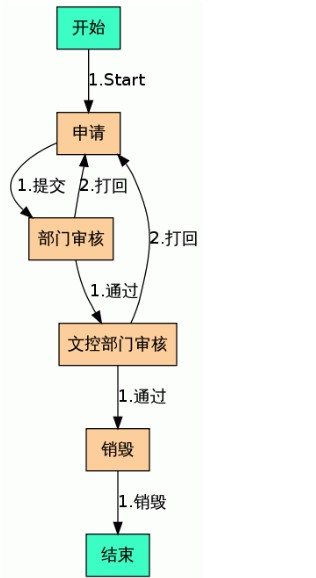 开始
1.Start
申请
1.提交
2.打回
部门审核
2.打回
1.通过
文控部门审核
1.通过
销毁
1.销毁
结束